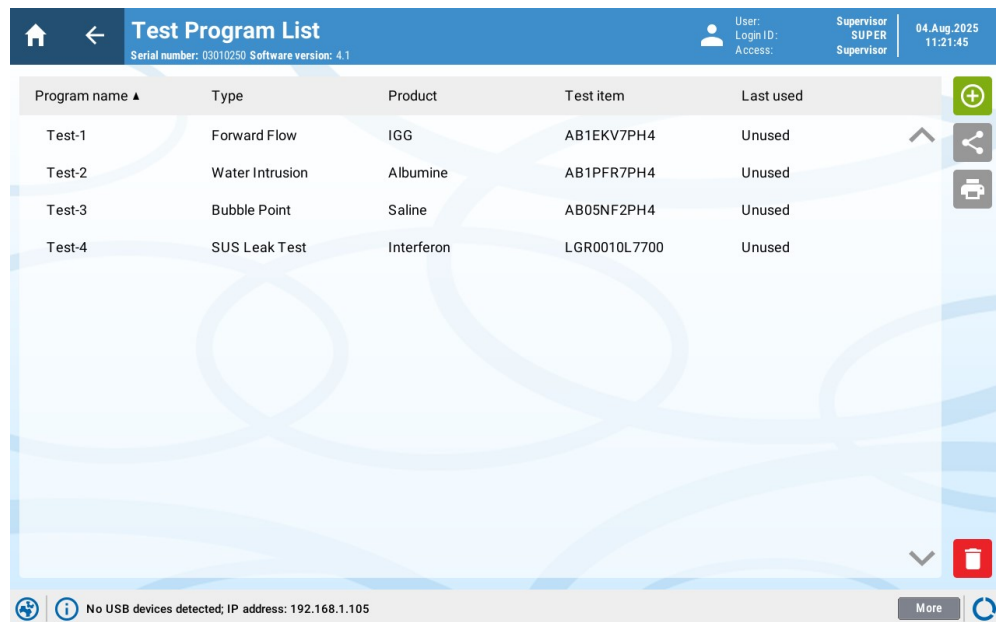 Test Program List
Serial number: 03010250 Software version: 4.1
User: Supervisor
Login ID: SUPER
Access: Supervisor
04.Aug.2025
11:21:45
Program name ▲ Type Product Test item Last used
Test-1 Forward Flow IGG AB1EKV7PH4 Unused
Test-2 Water Intrusion Albumine AB1PFR7PH4 Unused
Test-3 Bubble Point Saline AB05NF2PH4 Unused
Test-4 SUS Leak Test Interferon LGR0010L7700 Unused
No USB devices detected; IP address: 192.168.1.105
More